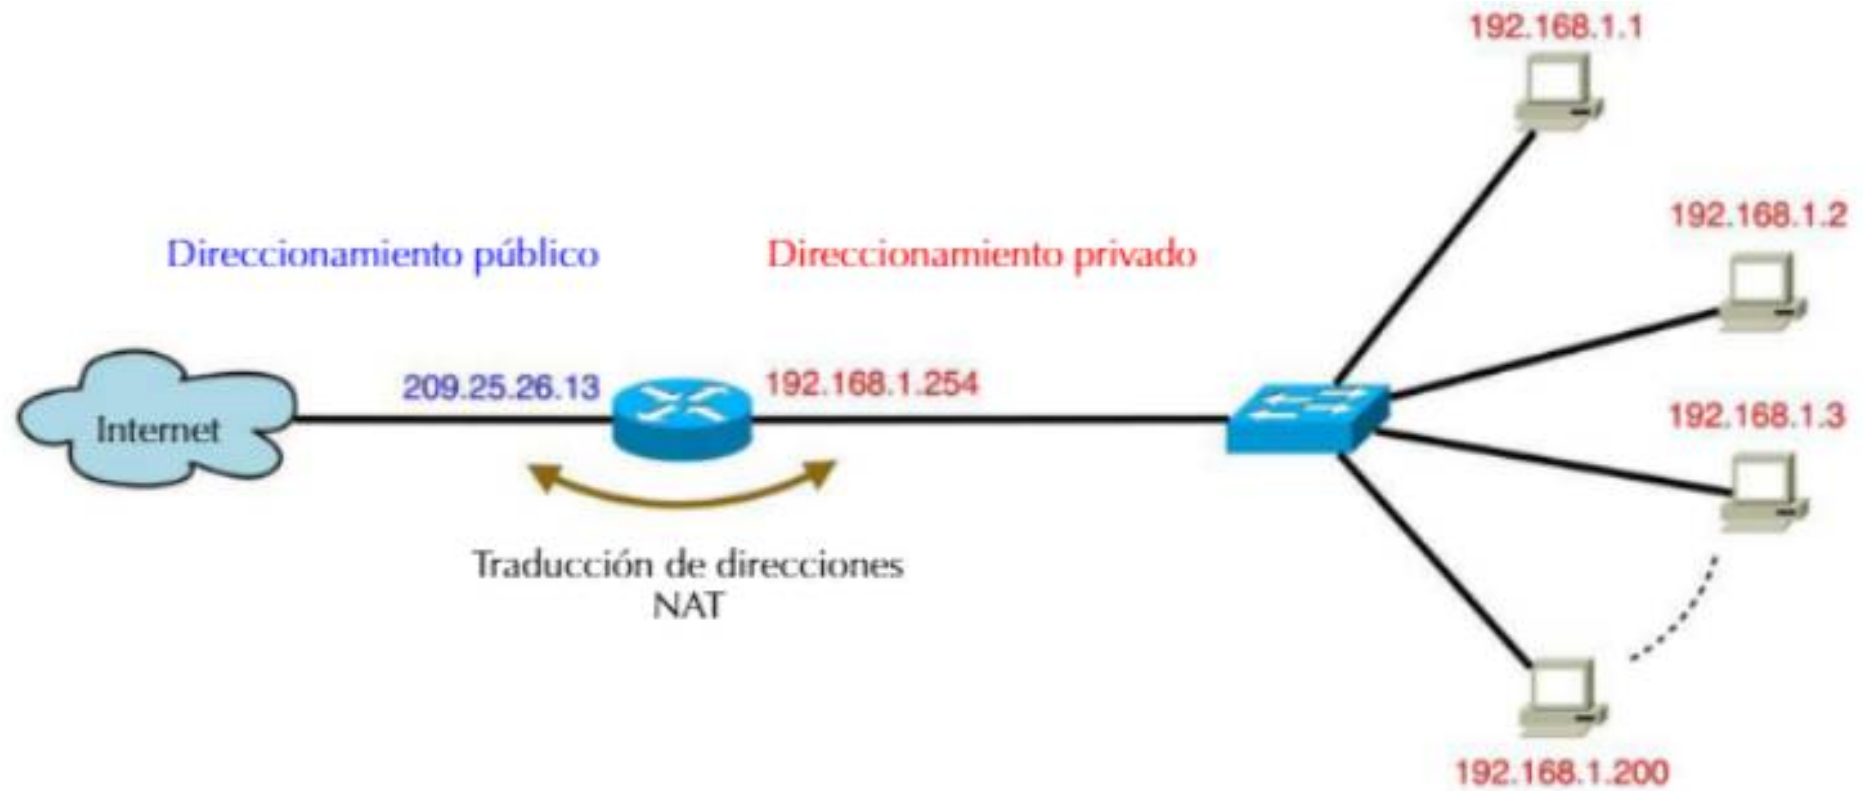 192.168.1.1
192.168.1.2
Direccionamiento público
Direccionamiento privado
209.25.26.13
192.168.1.254
Internet
192.168.1.3
Traducción de direcciones
NAT
192.168.1.200